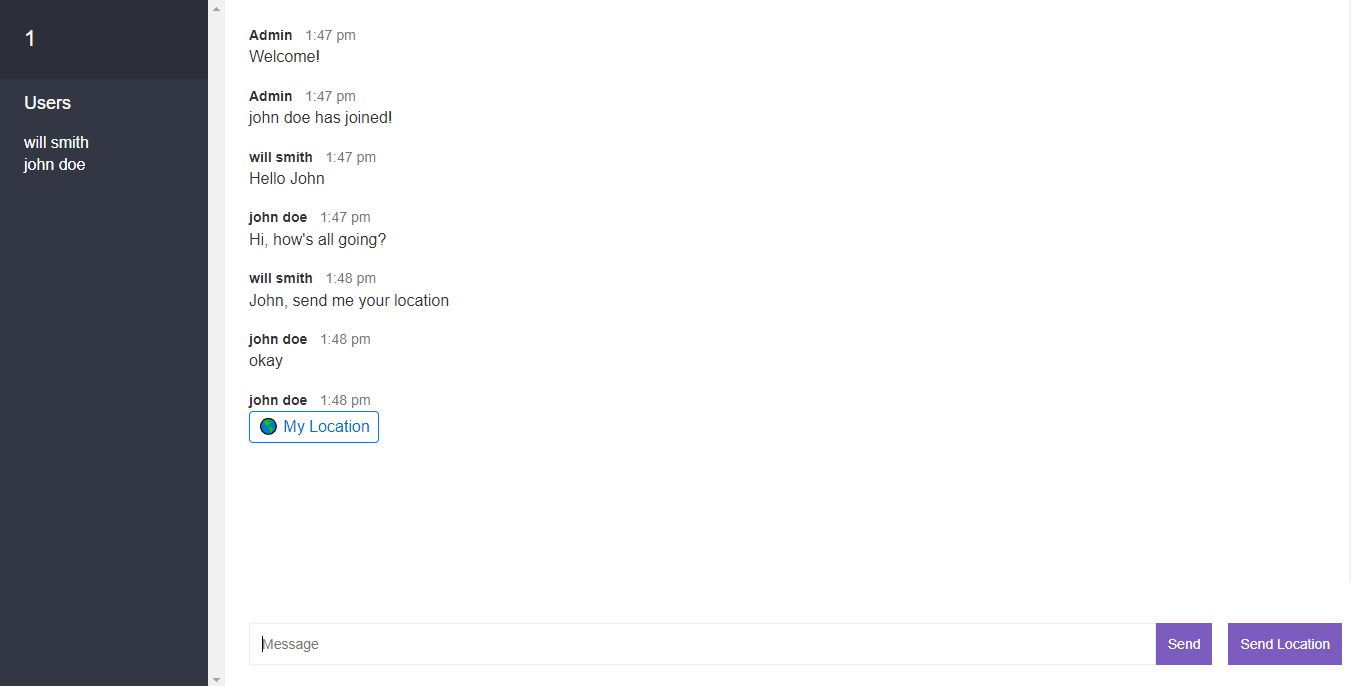 1
Users
will smith
john doe
Admin 1:47 pm
Welcome!
Admin 1:47 pm
john doe has joined!
will smith 1:47 pm
Hello John
john doe 1:47 pm
Hi, how's all going?
will smith 1:48 pm
John, send me your location
john doe 1:48 pm
okay
john doe 1:48 pm
My Location
Message Send Send Location